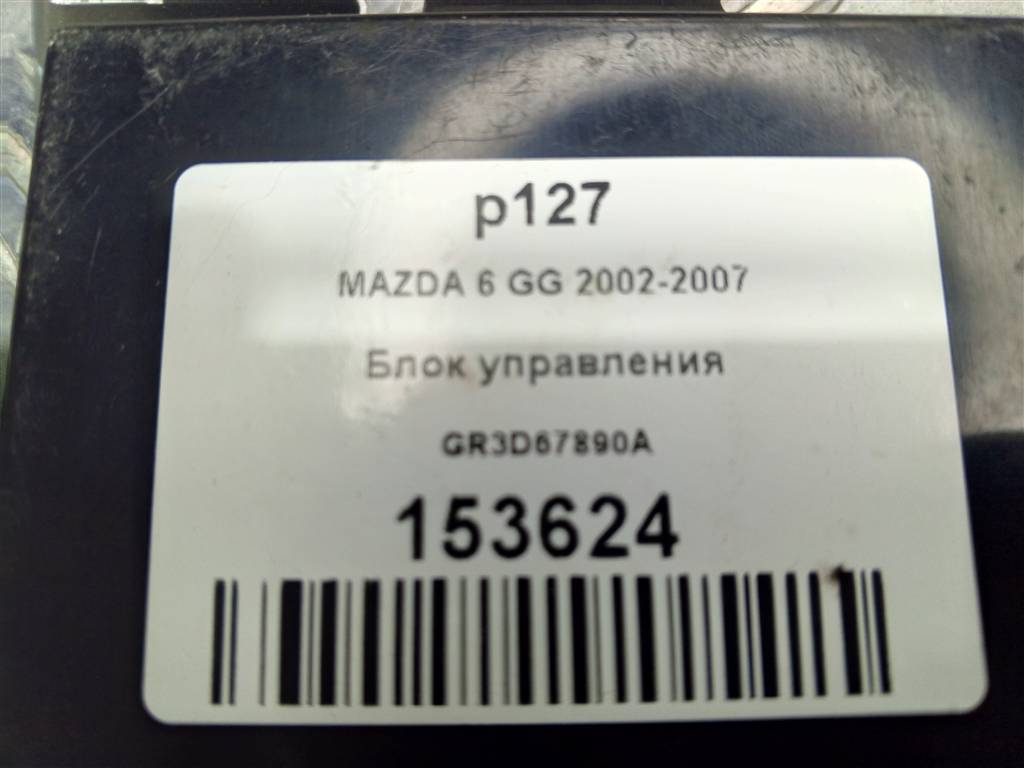 p127
MAZDA 6 GG 2002-2007
Блок управления
GR3D67890A
153624